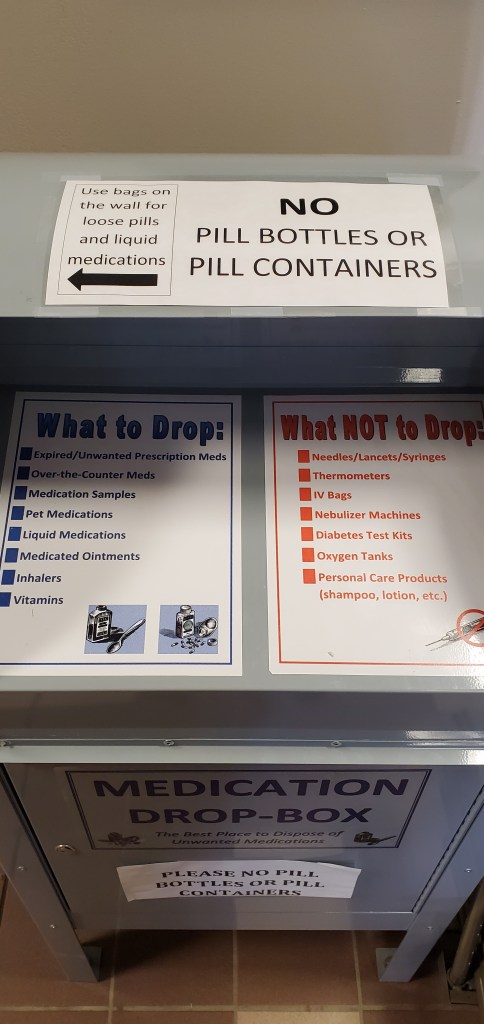 Use bags on
the wall for
loose pills
and liquid
medications
NO
PILL BOTTLES OR
PILL CONTAINERS
What to Drop:
Expired/Unwanted Prescription Meds
Over-the-Counter Meds
Medication Samples
Pet Medications
Liquid Medications
Medicated Ointments
Inhalers
Vitamins
What NOT to Drop:
Needles/Lancets/Syringes
Thermometers
IV Bags
Nebulizer Machines
Diabetes Test Kits
Oxygen Tanks
Personal Care Products
(shampoo, lotion, etc.)
MEDICATION
DROP-BOX
The Best Place to Dispose of
Unwanted Medications
PLEASE NO PILL
BOTTLES OR PILL
CONTAINERS